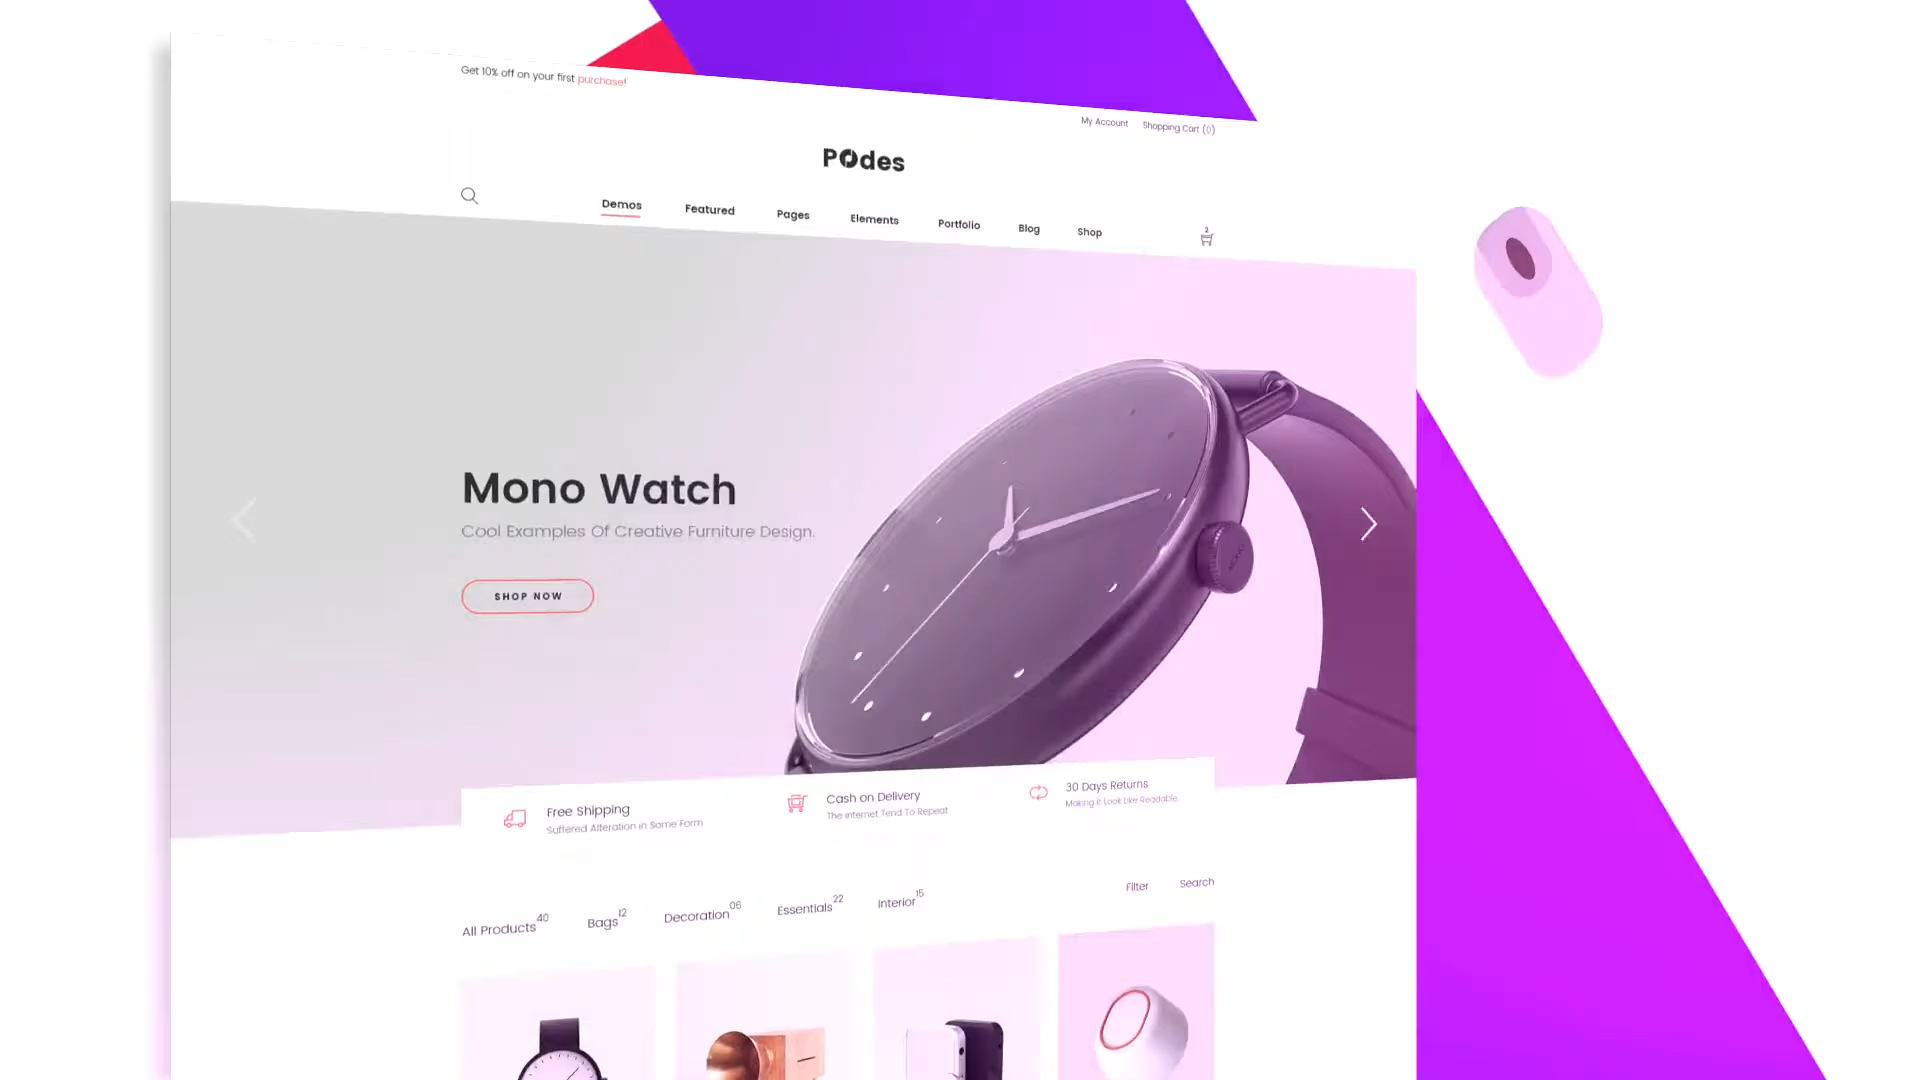 Get 10% off on your first purchase!
My Account Shopping Cart (0)
POdes
Demos Featured Pages Elements Portfolio Blog Shop 2
Mono Watch
Cool Examples Of Creative Furniture Design.
SHOP NOW
Free Shipping
Suffered Alteration in Some Form
Cash on Delivery
The Internet Tend To Repeat
30 Days Returns
Making it Look Like Readable.
Filter Search
All Products 40 Bags 12 Decoration 06 Essentials 22 Interior 15